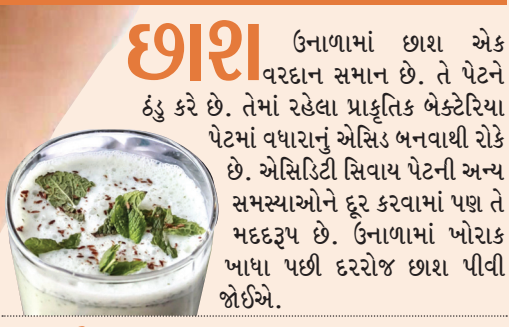 છાશ ઉનાળામાં છાશ એક
વરદાન સમાન છે. તે પેટને
ઠંડુ કરે છે. તેમાં રહેલા પ્રાકૃતિક બેક્ટેરિયા
પેટમાં વધારાનું એસિડ બનવાથી રોકે
છે. એસિડિટી સિવાય પેટની અન્ય
સમસ્યાઓને દૂર કરવામાં પણ તે
મદદરૂપ છે. ઉનાળામાં ખોરાક
ખાધા પછી દરરોજ છાશ પીવી
જોઈએ.